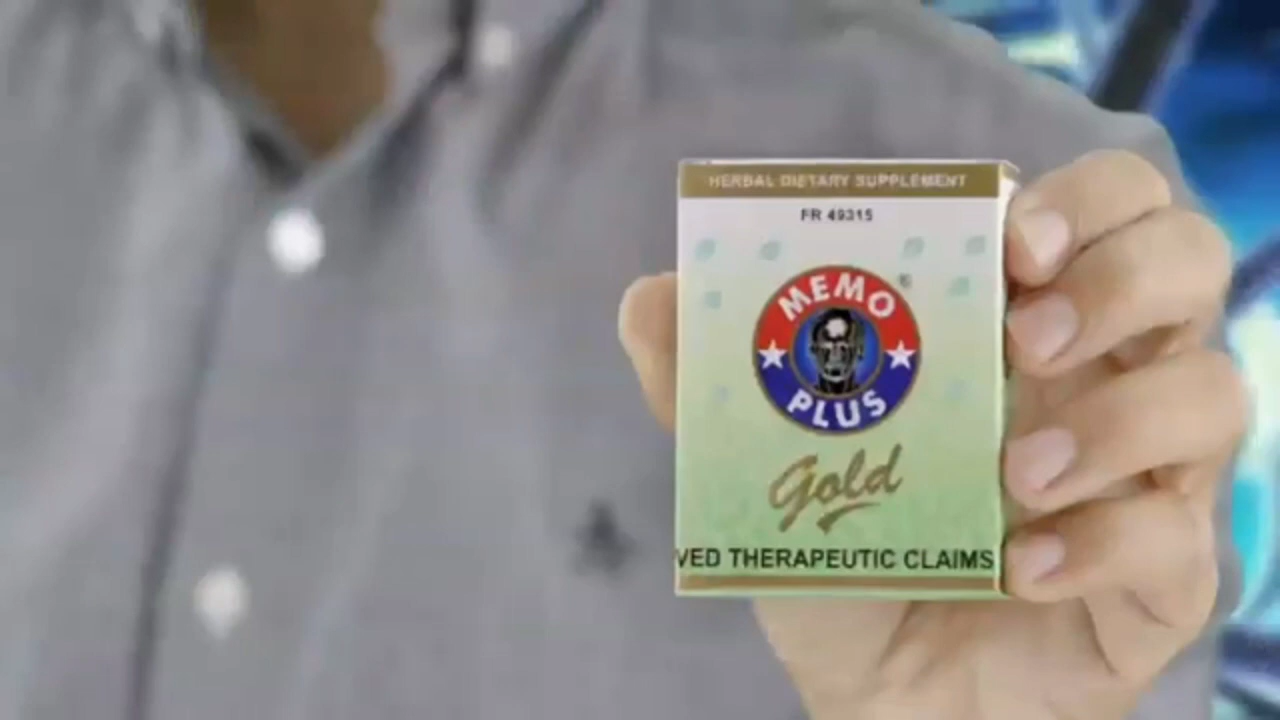 HERBAL DIETARY SUPPLEMENT
FR 49315
MEMO
®
PLUS
Gold
VED THERAPEUTIC CLAIMS